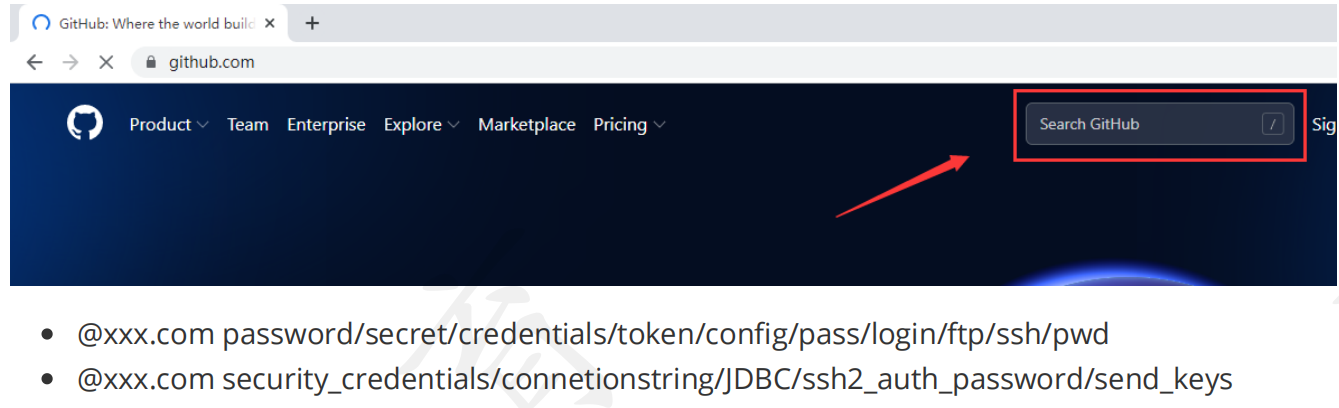 GitHub: Where the world build
github.com
Product Team Enterprise Explore Marketplace Pricing Search GitHub / Sig
@xxx.com password/secret/credentials/token/config/pass/login/ftp/ssh/pwd
@xxx.com security_credentials/connetionstring/JDBC/ssh2_auth_password/send_keys